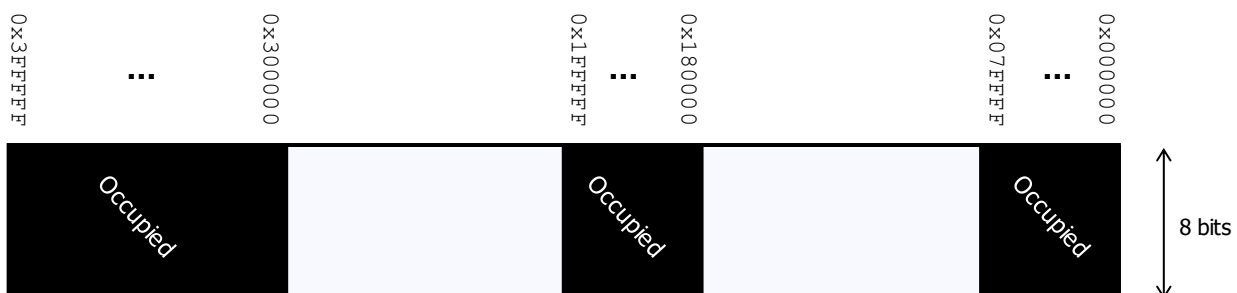 0x3FFFFF
...
0x300000
0x1FFFFF
...
0x180000
0x07FFFF
...
0x000000
Occupied
Occupied
Occupied
8 bits